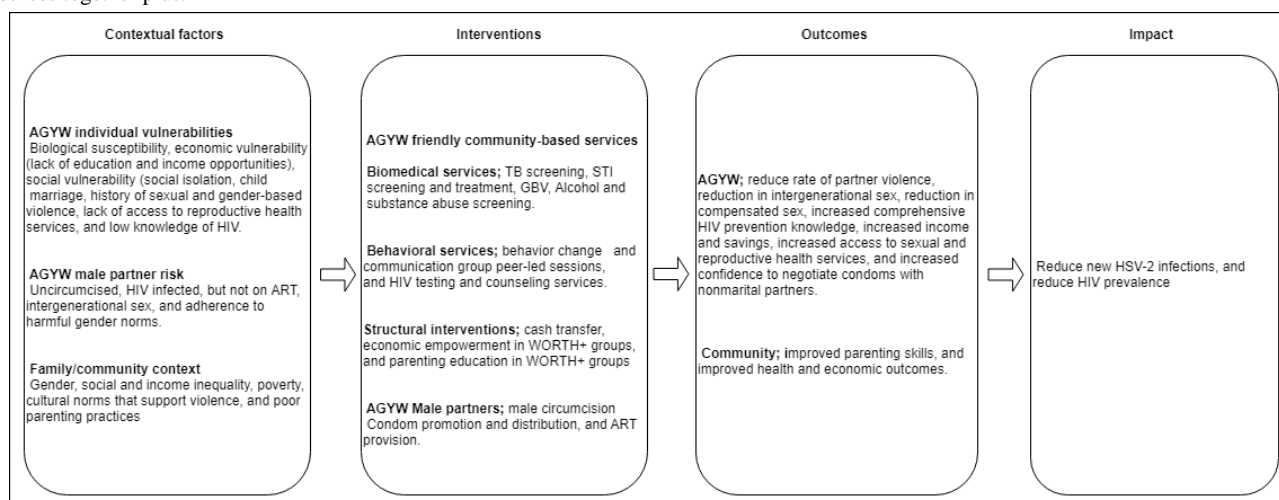 Contextual factors
Interventions
Outcomes
Impact
AGYW individual vulnerabilities
Biological susceptibility, economic vulnerability
(lack of education and income opportunities),
social vulnerability (social isolation, child
marriage, history of sexual and gender-based
violence, lack of access to reproductive health
services, and low knowledge of HIV.
AGYW male partner risk
Uncircumcised, HIV infected, but not on ART,
intergenerational sex, and adherence to
harmful gender norms.
Family/community context
Gender, social and income inequality, poverty,
cultural norms that support violence, and poor
parenting practices
AGYW friendly community-based services
Biomedical services; TB screening, STI
screening and treatment, GBV, Alcohol and
substance abuse screening.
Behavioral services; behavior change and
communication group peer-led sessions,
and HIV testing and counseling services.
Structural interventions; cash transfer,
economic empowerment in WORTH+ groups,
and parenting education in WORTH+ groups
AGYW Male partners; male circumcision
Condom promotion and distribution, and ART
provision.
AGYW; reduce rate of partner violence,
reduction in intergenerational sex, reduction in
compensated sex, increased comprehensive
HIV prevention knowledge, increased income
and savings, increased access to sexual and
reproductive health services, and increased
confidence to negotiate condoms with
nonmarital partners.
Community; improved parenting skills, and
improved health and economic outcomes.
Reduce new HSV-2 infections, and
reduce HIV prevalence